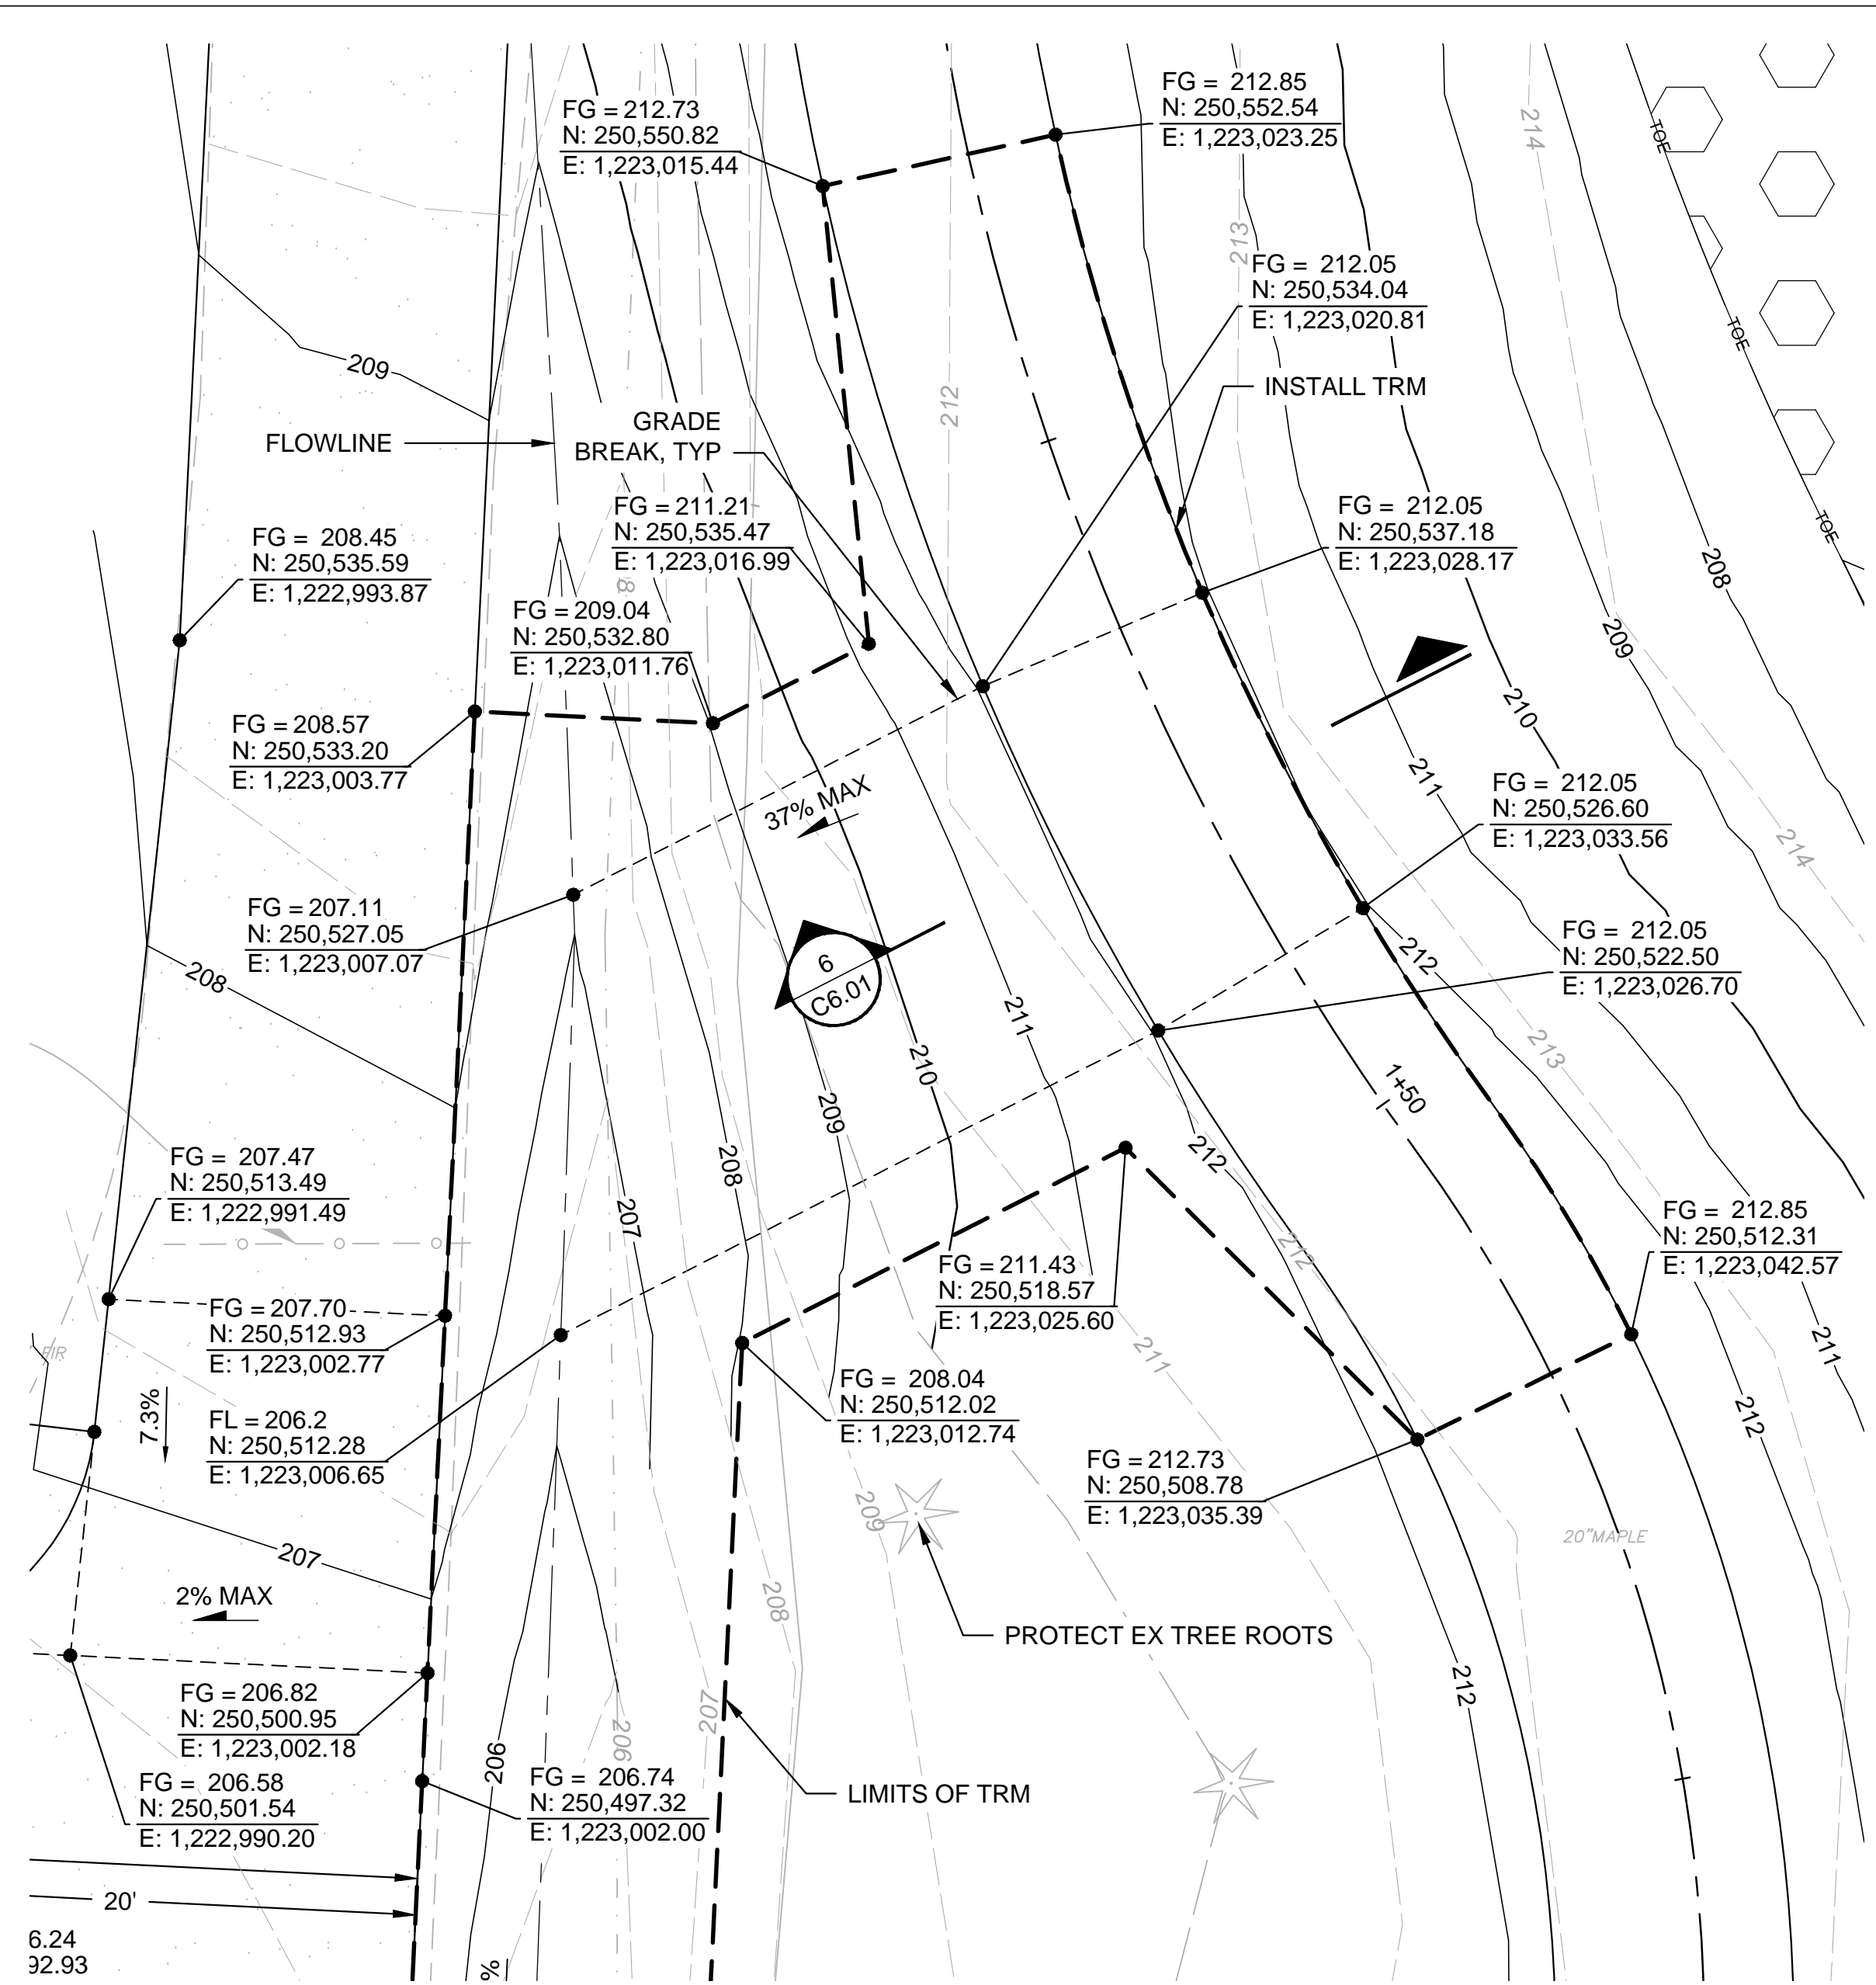 FG = 212.73
N: 250,550.82
E: 1,223,015.44
FG = 212.85
N: 250,552.54
E: 1,223,023.25
214
TOE
213
FG = 212.05
N: 250,534.04
E: 1,223,020.81
TOE
209
212
INSTALL TRM
FLOWLINE
GRADE
BREAK, TYP
FG = 211.21
N: 250,535.47
E: 1,223,016.99
FG = 212.05
N: 250,537.18
E: 1,223,028.17
TOE
208
FG = 208.45
N: 250,535.59
E: 1,222,993.87
FG = 209.04
N: 250,532.80
E: 1,223,011.76
209
FG = 208.57
N: 250,533.20
E: 1,223,003.77
210
211
37% MAX
FG = 212.05
N: 250,526.60
E: 1,223,033.56
214
FG = 207.11
N: 250,527.05
E: 1,223,007.07
208
6
C6.01
212
FG = 212.05
N: 250,522.50
E: 1,223,026.70
211
210
213
1+50
209
208
212
FG = 207.47
N: 250,513.49
E: 1,222,991.49
207
212
FG = 212.85
N: 250,512.31
E: 1,223,042.57
FG = 211.43
N: 250,518.57
E: 1,223,025.60
FG = 207.70
N: 250,512.93
E: 1,223,002.77
FIR
211
211
7.3%
FG = 208.04
N: 250,512.02
E: 1,223,012.74
212
FL = 206.2
N: 250,512.28
E: 1,223,006.65
FG = 212.73
N: 250,508.78
E: 1,223,035.39
209
20"MAPLE
207
2% MAX
208
PROTECT EX TREE ROOTS
212
FG = 206.82
N: 250,500.95
E: 1,223,002.18
207
206
206
FG = 206.58
N: 250,501.54
E: 1,222,990.20
FG = 206.74
N: 250,497.32
E: 1,223,002.00
LIMITS OF TRM
20'
6.24
92.93
%